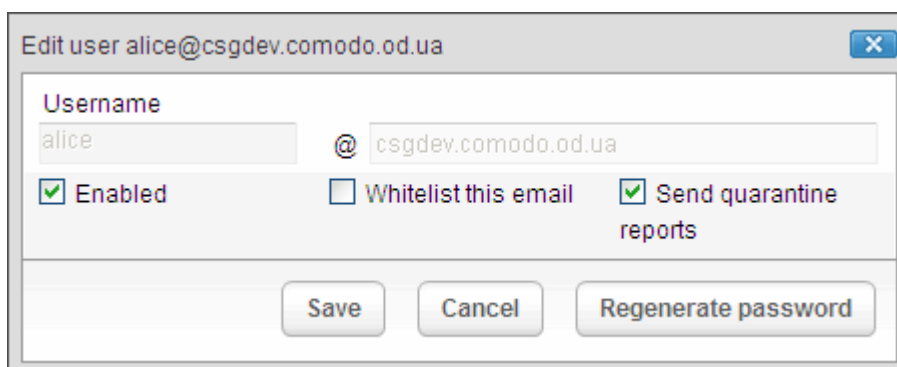 Edit user alice@csgdev.comodo.od.ua
Username
alice @ csgdev.comodo.od.ua
Enabled Whitelist this email Send quarantine
reports
Save Cancel Regenerate password